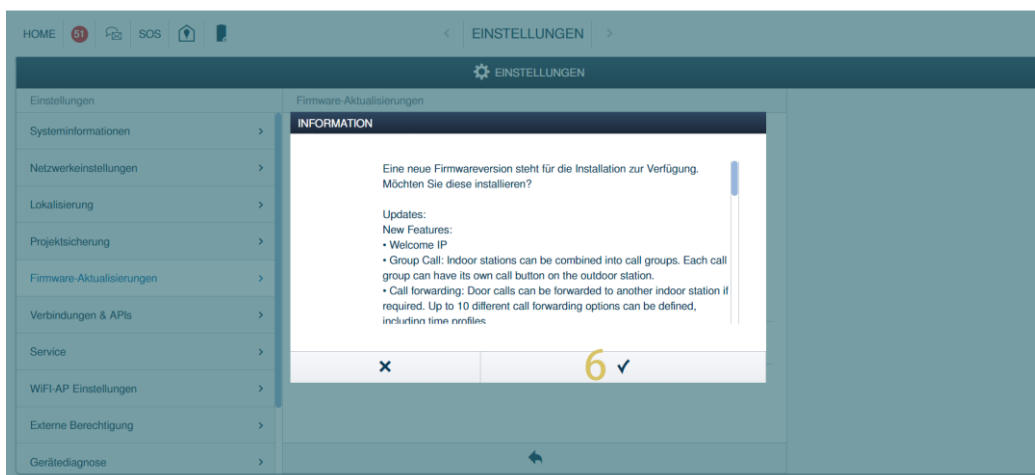 HOME 51 SOS < EINSTELLUNGEN >
EINSTELLUNGEN
Einstellungen
Systeminformationen
Netzwerkeinstellungen
Lokalisierung
Projektsicherung
Firmware-Aktualisierungen
Verbindungen & APIs
Service
WiFI-AP Einstellungen
Externe Berechtigung
Gerätediagnose
Firmware-Aktualisierungen
INFORMATION
Eine neue Firmwareversion steht für die Installation zur Verfügung.
Möchten Sie diese installieren?
Updates:
New Features:
• Welcome IP
• Group Call: Indoor stations can be combined into call groups. Each call
group can have its own call button on the outdoor station.
• Call forwarding: Door calls can be forwarded to another indoor station if
required. Up to 10 different call forwarding options can be defined,
including time profiles
6